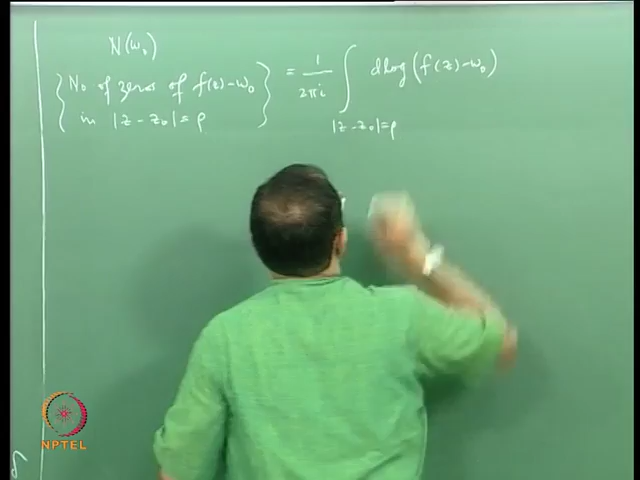 N(w₀)
{No of zeros of f(z)-w₀} = 1/2πi ∫ dlog(f(z)-w₀)
in |z - z₀| = ρ
|z-z₀|=ρ
NPTEL